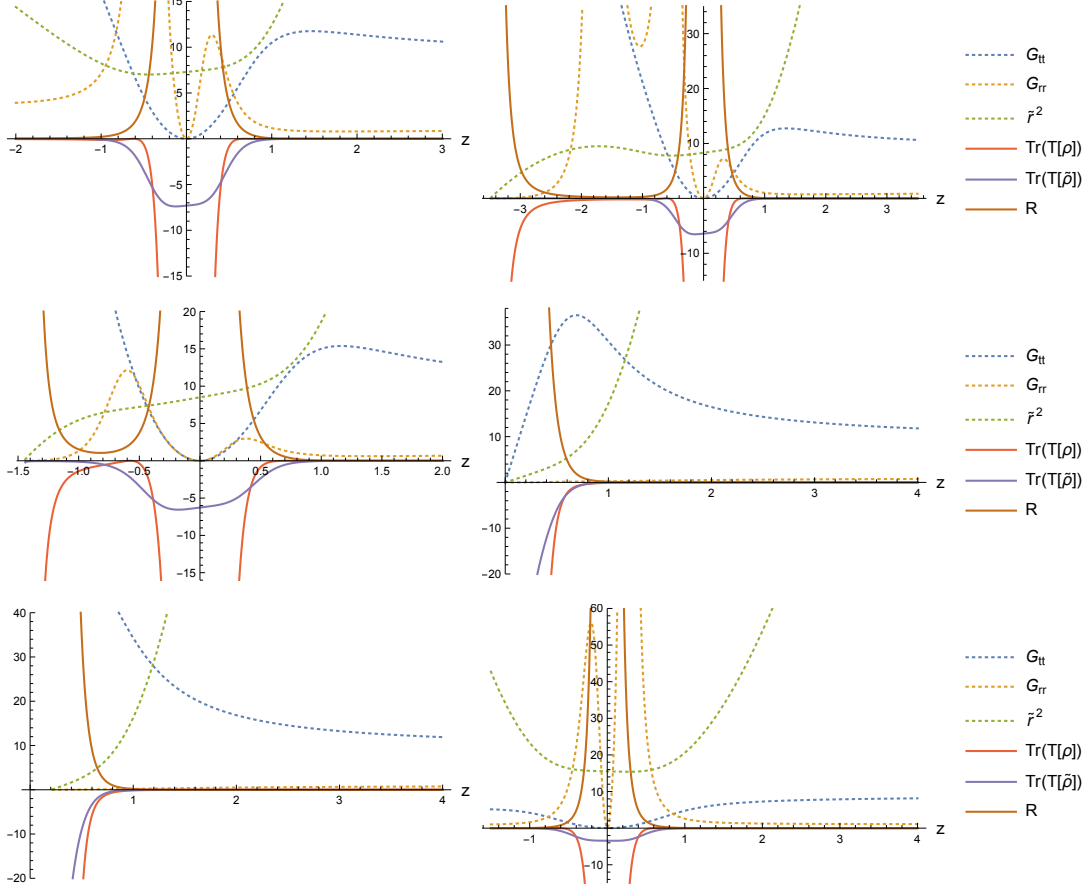 15
10
5
-2
-1
1
2
3
z
-5
-10
-15
30
20
10
-3
-2
-1
1
2
3
z
-10
G_tt
G_rr
r̃ ²
Tr(T[ρ])
Tr(T[ρ̃])
R
20
15
10
5
-1.5
-1.0
-0.5
0.5
1.0
1.5
2.0
z
-5
-10
-15
30
20
10
1
2
3
4
z
-10
-20
G_tt
G_rr
r̃ ²
Tr(T[ρ])
Tr(T[ρ̃])
R
40
30
20
10
1
2
3
4
z
-10
-20
60
50
40
30
20
10
-1
1
2
3
4
z
-10
G_tt
G_rr
r̃ ²
Tr(T[ρ])
Tr(T[ρ̃])
R